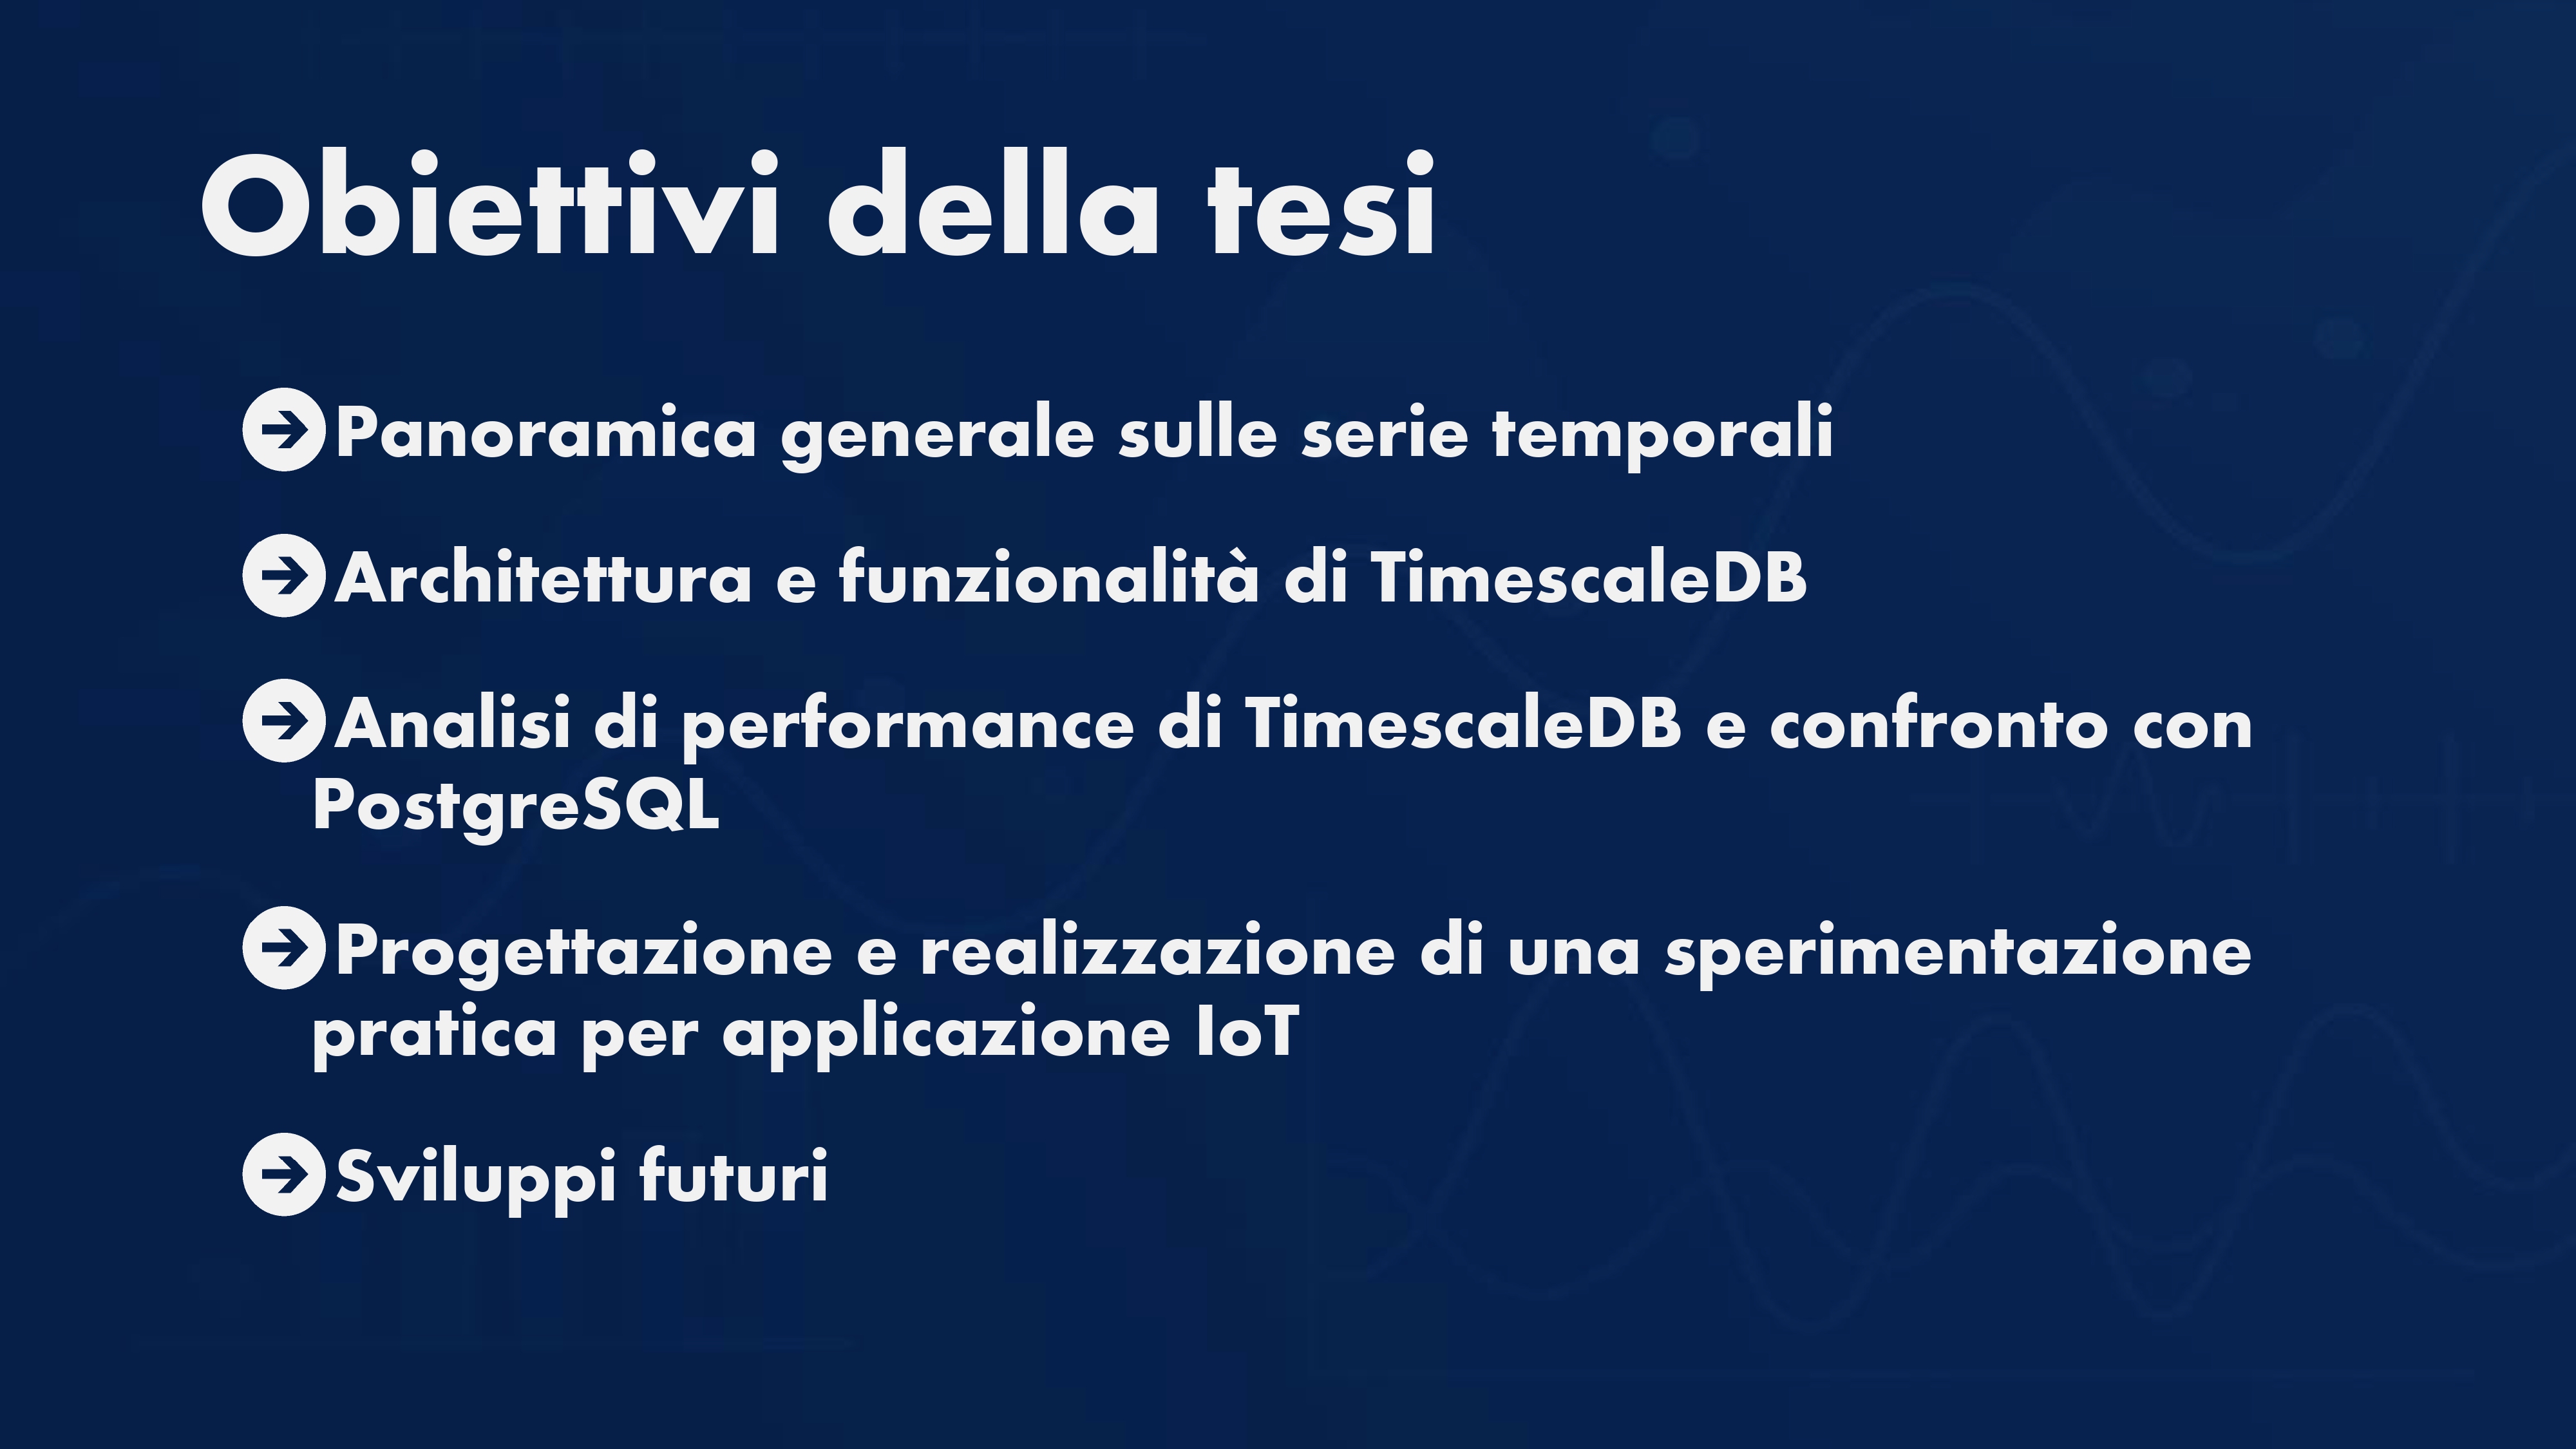 Obiettivi della tesi
Panoramica generale sulle serie temporali
Architettura e funzionalità di TimescaleDB
Analisi di performance di TimescaleDB e confronto con
PostgreSQL
Progettazione e realizzazione di una sperimentazione
pratica per applicazione IoT
Sviluppi futuri